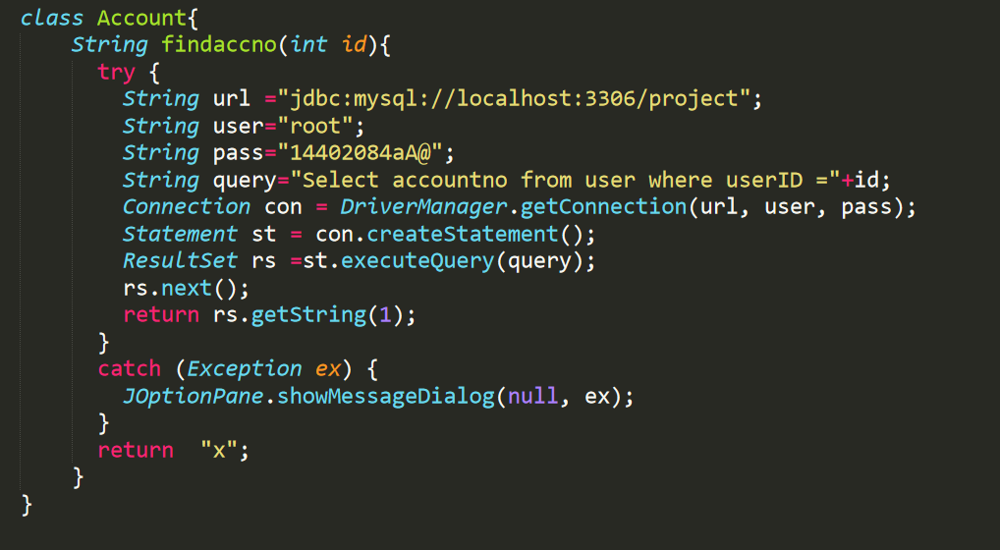 class Account{
String findaccno(int id){
try {
String url ="jdbc:mysql://localhost:3306/project";
String user="root";
String pass="14402084aA@";
String query="Select accountno from user where userID ="+id;
Connection con = DriverManager.getConnection(url, user, pass);
Statement st = con.createStatement();
ResultSet rs =st.executeQuery(query);
rs.next();
return rs.getString(1);
}
catch (Exception ex) {
JOptionPane.showMessageDialog(null, ex);
}
return  "x";
}
}